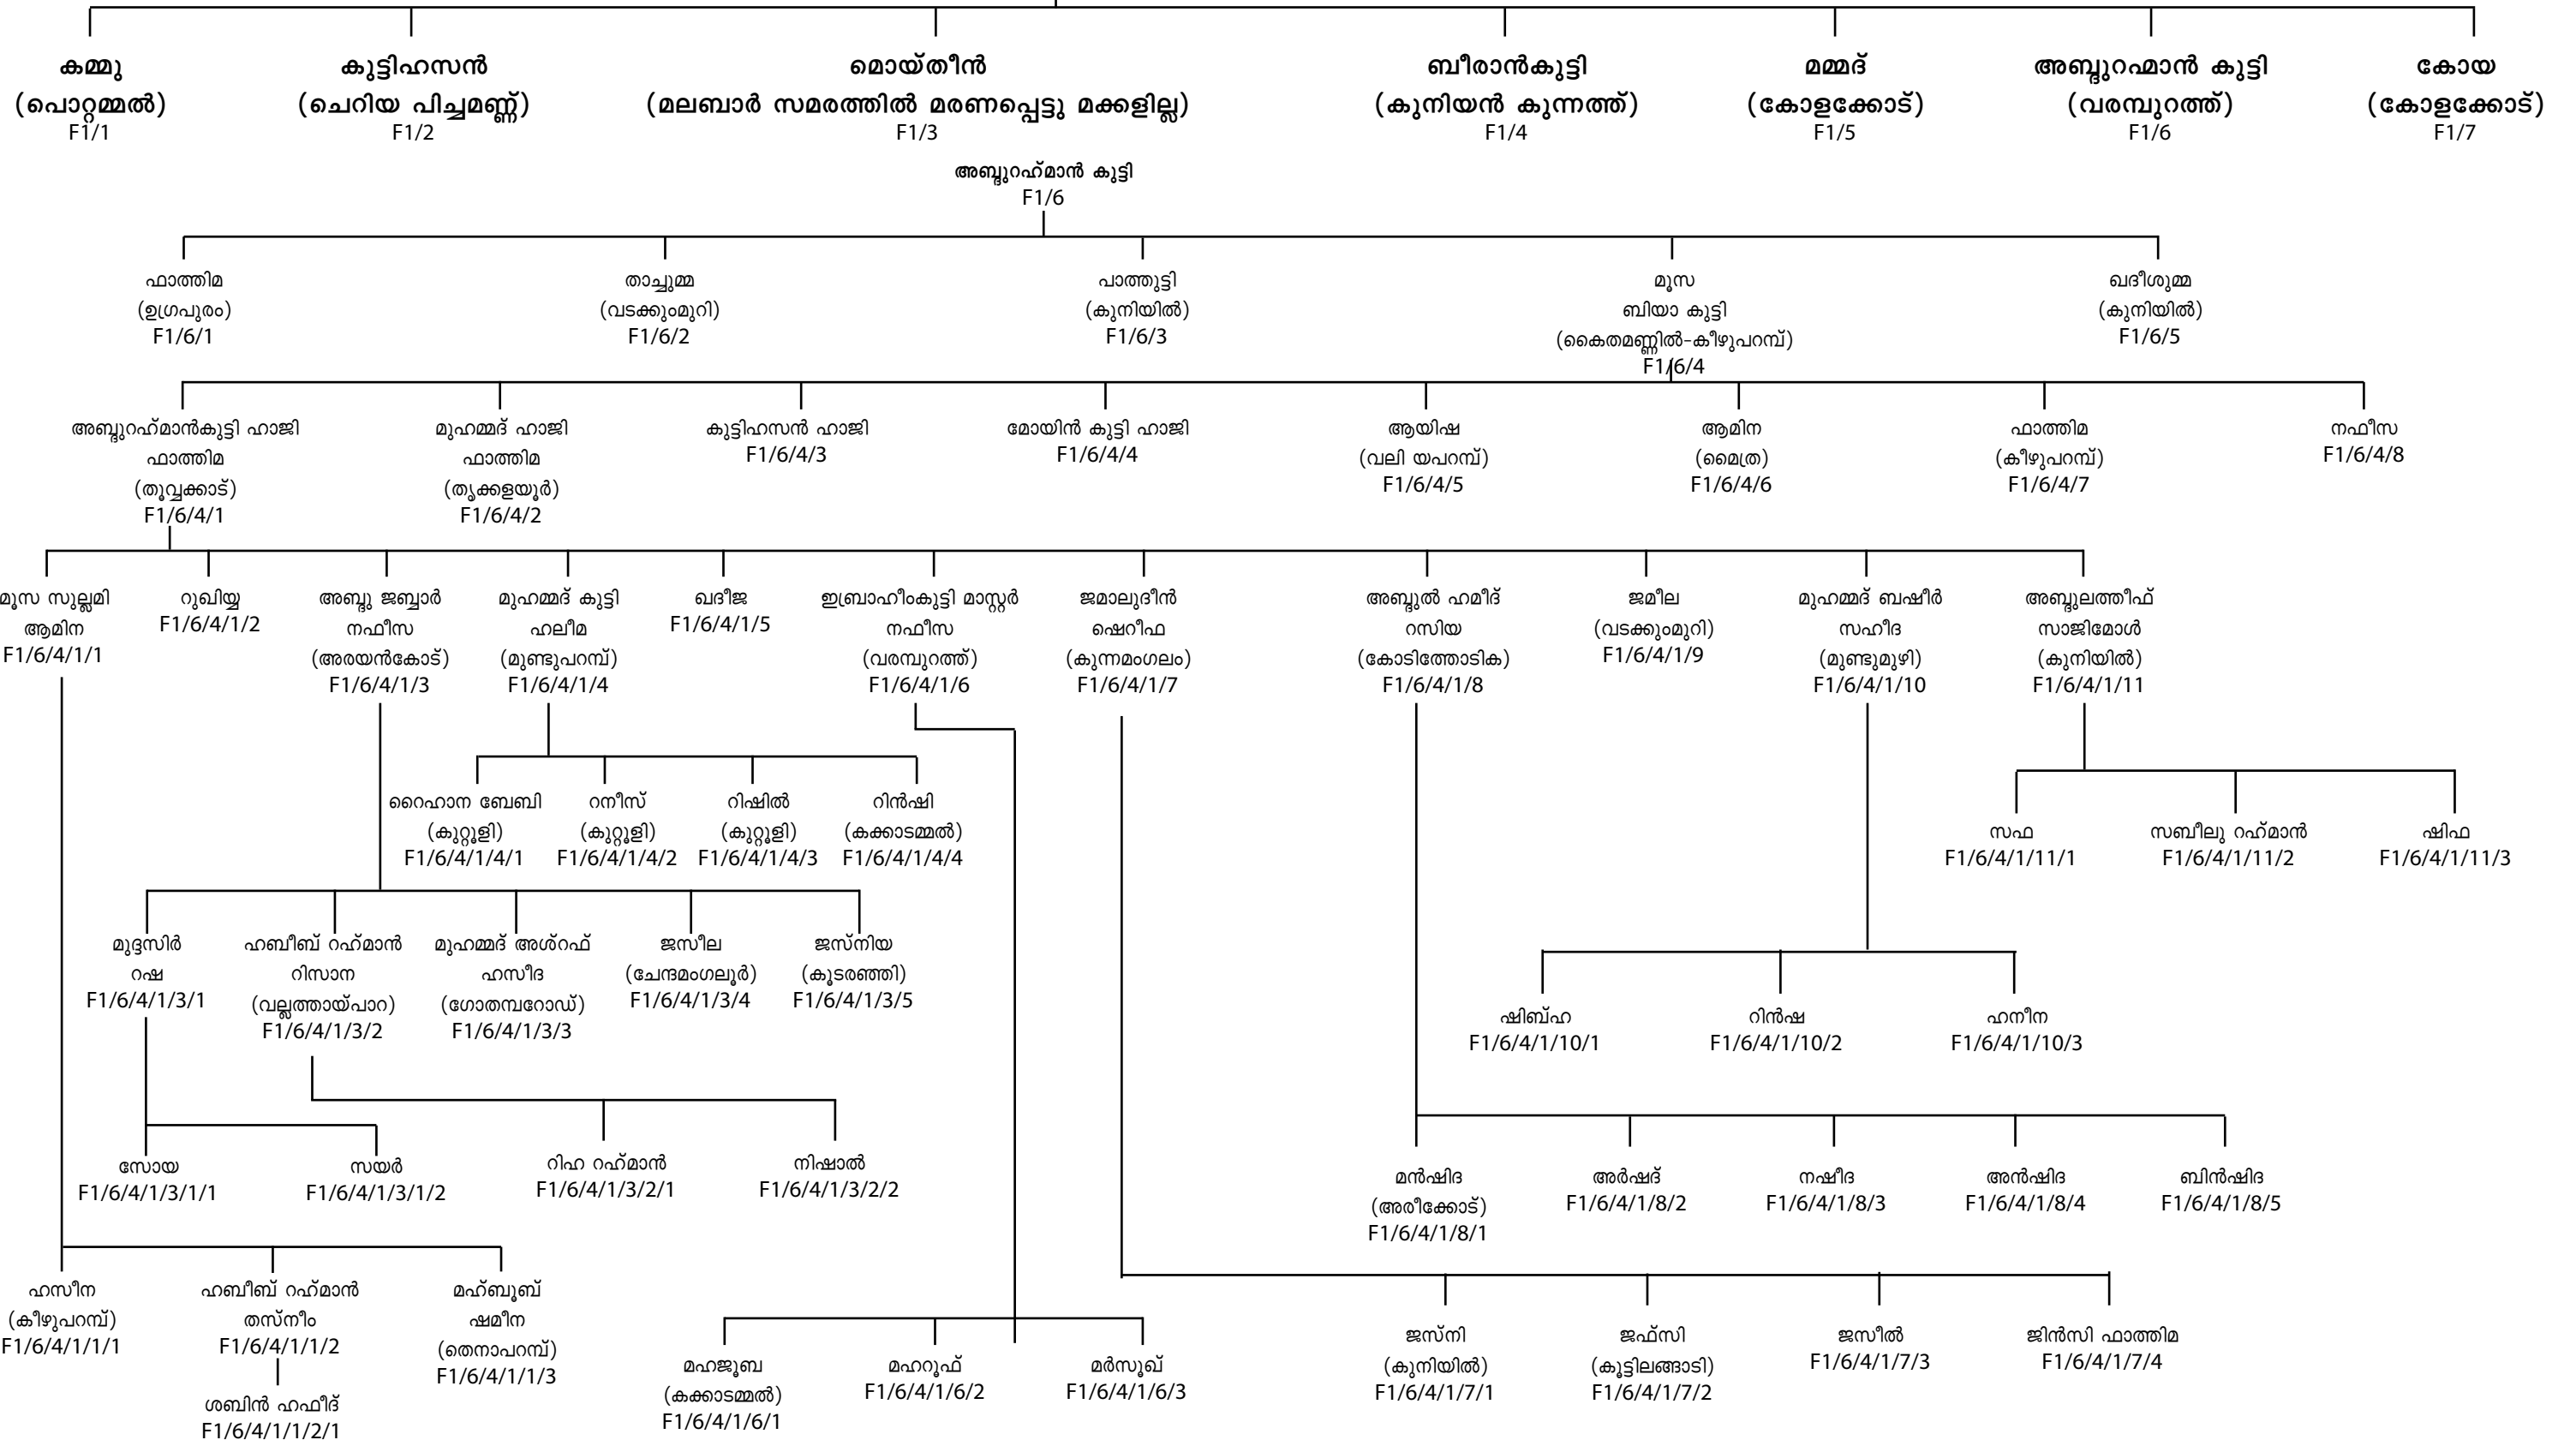 കമ്മു
(പൊറ്റമ്മൽ)
F1/1
കുട്ടിഹസൻ
(ചെറിയ പിച്ചമണ്ണ്)
F1/2
മൊയ്തീൻ
(മലബാർ സമരത്തിൽ മരണപ്പെട്ടു മക്കളില്ല)
F1/3
ബീരാൻകുട്ടി
(കുനിയൻ കുന്നത്ത്)
F1/4
മമ്മദ്
(കോളക്കോട്)
F1/5
അബ്ദുറഹ്മാൻ കുട്ടി
(വരമ്പുറത്ത്)
F1/6
കോയ
(കോളക്കോട്)
F1/7
അബ്ദുറഹ്‌മാൻ കുട്ടി
F1/6
ഫാത്തിമ
(ഉഗ്രപുരം)
F1/6/1
താച്ചുമ്മ
(വടക്കുംമുറി)
F1/6/2
പാത്തുട്ടി
(കുനിയിൽ)
F1/6/3
മൂസ
ബിയാ കുട്ടി
(കൈതമണ്ണിൽ-കീഴുപറമ്പ്)
F1/6/4
ഖദീശുമ്മ
(കുനിയിൽ)
F1/6/5
അബ്ദുറഹ്‌മാൻകുട്ടി ഹാജി
ഫാത്തിമ
(തൂവ്വക്കാട്)
F1/6/4/1
മുഹമ്മദ് ഹാജി
ഫാത്തിമ
(തൃക്കളയൂർ)
F1/6/4/2
കുട്ടിഹസൻ ഹാജി
F1/6/4/3
മോയിൻ കുട്ടി ഹാജി
F1/6/4/4
ആയിഷ
(വലി യപറമ്പ്)
F1/6/4/5
ആമിന
(മൈത്ര)
F1/6/4/6
ഫാത്തിമ
(കീഴുപറമ്പ്)
F1/6/4/7
നഫീസ
F1/6/4/8
മൂസ സുല്ലമി
ആമിന
F1/6/4/1/1
റുഖിയ്യ
F1/6/4/1/2
അബ്ദു ജബ്ബാർ
നഫീസ
(അരയൻകോട്)
F1/6/4/1/3
മുഹമ്മദ് കുട്ടി
ഹലീമ
(മുണ്ടുപറമ്പ്)
F1/6/4/1/4
ഖദീജ
F1/6/4/1/5
ഇബ്രാഹീംകുട്ടി മാസ്റ്റർ
നഫീസ
(വരമ്പുറത്ത്)
F1/6/4/1/6
ജമാലുദീൻ
ഷെറീഫ
(കുന്നമംഗലം)
F1/6/4/1/7
അബ്ദുൽ ഹമീദ്
റസിയ
(കോടിത്തോടിക)
F1/6/4/1/8
ജമീല
(വടക്കുംമുറി)
F1/6/4/1/9
മുഹമ്മദ് ബഷീർ
സഹീദ
(മുണ്ടുമുഴി)
F1/6/4/1/10
അബ്ദുലത്തീഫ്
സാജിമോൾ
(കുനിയിൽ)
F1/6/4/1/11
റൈഹാന ബേബി
(കുറ്റൂളി)
F1/6/4/1/4/1
റനീസ്
(കുറ്റൂളി)
F1/6/4/1/4/2
റിഷിൽ
(കുറ്റൂളി)
F1/6/4/1/4/3
റിൻഷി
(കക്കാടമ്മൽ)
F1/6/4/1/4/4
സഫ
F1/6/4/1/11/1
സബീലു റഹ്‌മാൻ
F1/6/4/1/11/2
ഷിഫ
F1/6/4/1/11/3
മുദ്ദസിർ
റഷ
F1/6/4/1/3/1
ഹബീബ് റഹ്‌മാൻ
റിസാന
(വല്ലത്തായ്പാറ)
F1/6/4/1/3/2
മുഹമ്മദ് അശ്റഫ്
ഹസീദ
(ഗോതമ്പറോഡ്)
F1/6/4/1/3/3
ജസീല
(ചേന്ദമംഗലൂർ)
F1/6/4/1/3/4
ജസ്‌നിയ
(കൂടരഞ്ഞി)
F1/6/4/1/3/5
ഷിബ്ഹ
F1/6/4/1/10/1
റിൻഷ
F1/6/4/1/10/2
ഹനീന
F1/6/4/1/10/3
സോയ
F1/6/4/1/3/1/1
സയർ
F1/6/4/1/3/1/2
റിഹ റഹ്‌മാൻ
F1/6/4/1/3/2/1
നിഷാൽ
F1/6/4/1/3/2/2
മൻഷിദ
(അരീക്കോട്)
F1/6/4/1/8/1
അർഷദ്
F1/6/4/1/8/2
നഷീദ
F1/6/4/1/8/3
അൻഷിദ
F1/6/4/1/8/4
ബിൻഷിദ
F1/6/4/1/8/5
ഹസീന
(കീഴുപറമ്പ്)
F1/6/4/1/1/1
ഹബീബ് റഹ്‌മാൻ
തസ്‌നീം
F1/6/4/1/1/2
മഹ്ബൂബ്
ഷമീന
(തെനാപറമ്പ്)
F1/6/4/1/1/3
ശബിൻ ഹഫീദ്
F1/6/4/1/1/2/1
മഹജൂബ
(കക്കാടമ്മൽ)
F1/6/4/1/6/1
മഹറൂഫ്
F1/6/4/1/6/2
മർസൂഖ്
F1/6/4/1/6/3
ജസ്‌നി
(കുനിയിൽ)
F1/6/4/1/7/1
ജഫ്‌സി
(കൂട്ടിലങ്ങാടി)
F1/6/4/1/7/2
ജസീൽ
F1/6/4/1/7/3
ജിൻസി ഫാത്തിമ
F1/6/4/1/7/4